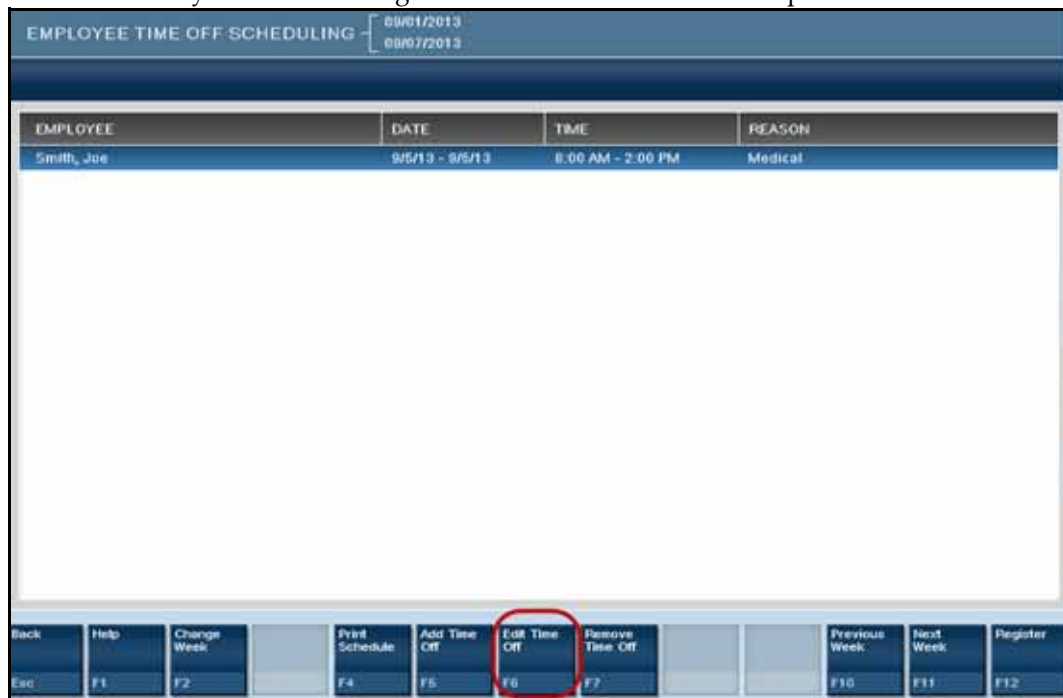 EMPLOYEE TIME OFF SCHEDULING
09/01/2013
09/07/2013
EMPLOYEE DATE TIME REASON
Smith, Joe 9/5/13 - 9/5/13 8:00 AM - 2:00 PM Medical
Back Help Change Week Print Schedule Add Time Off Edit Time Off Remove Time Off Previous Week Next Week Register
Esc F1 F2 F4 F5 F6 F7 F10 F11 F12